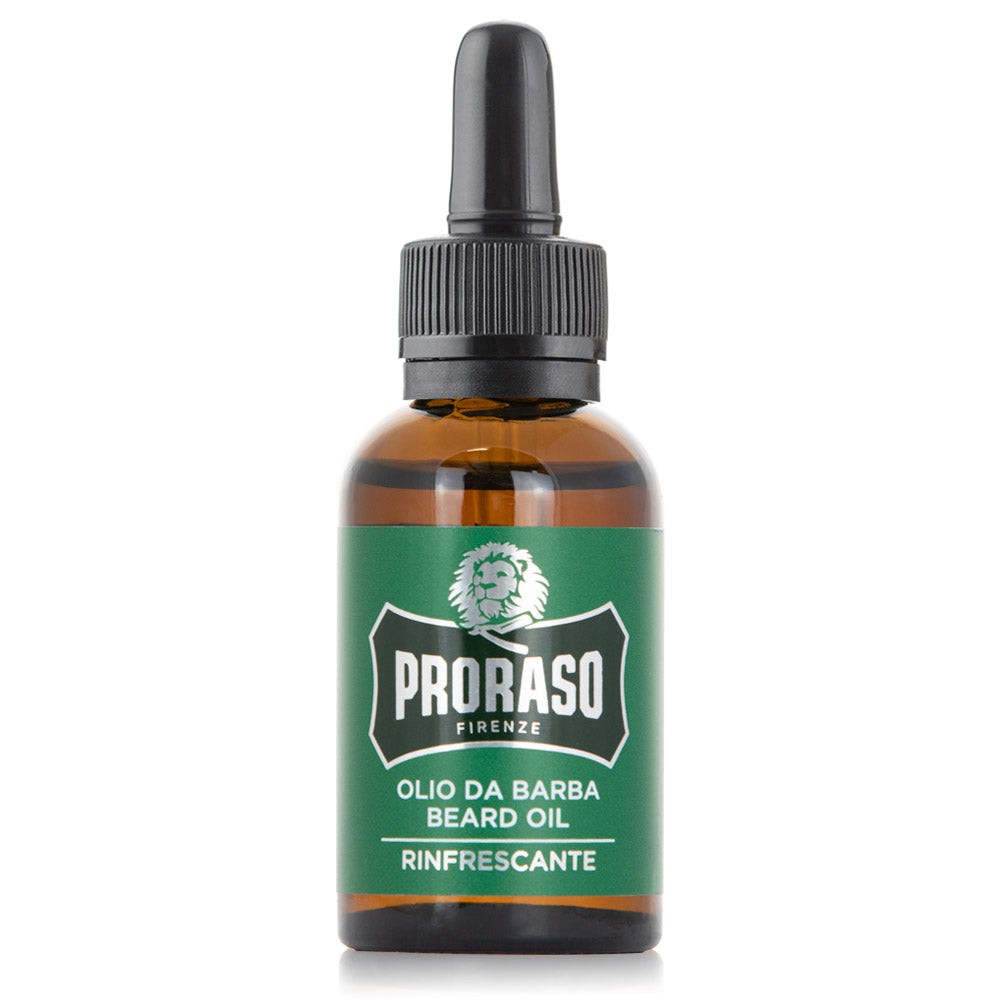 PRORASO
FIRENZE
OLIO DA BARBA
BEARD OIL
RINFRESCANTE